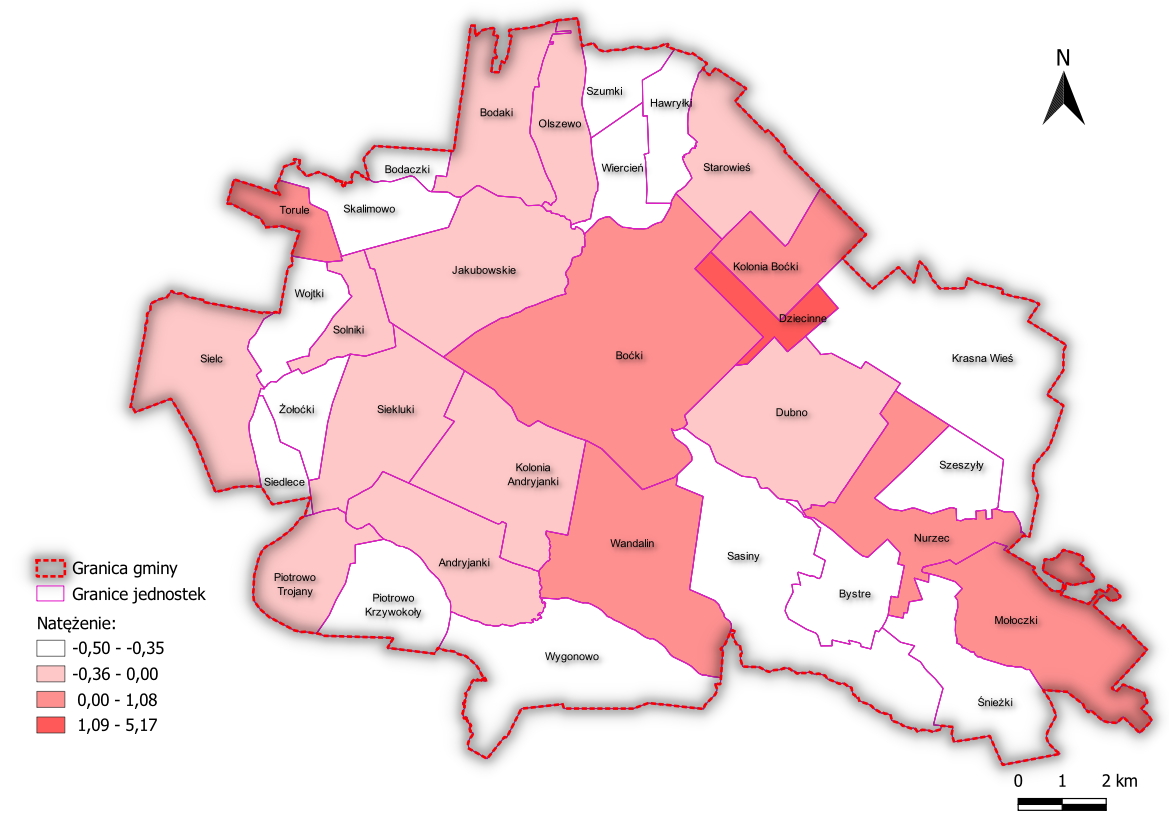 N
Szumki
Hawryłki
Bodaki
Olszewo
Wiercień
Starowieś
Bodaczki
Torule
Skalimowo
Jakubowskie
Kolonia Boćki
Wojtki
Dziecinne
Solniki
Sielc
Boćki
Krasna Wieś
Żołoćki
Siekluki
Dubno
Kolonia
Andryjanki
Szeszyły
Siedlece
Wandalin
Nurzec
Sasiny
Andryjanki
Piotrowo
Trojany
Bystre
Piotrowo
Krzywokoły
Mołoczki
Wygonowo
Śnieżki
Granica gminy
Granice jednostek
Natężenie:
-0,50 - -0,35
-0,36 - 0,00
0,00 - 1,08
1,09 - 5,17
0 1 2 km